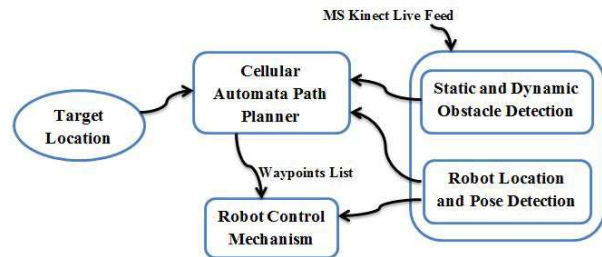 MS Kinect Live Feed
Cellular
Automata Path
Planner
Static and Dynamic
Obstacle Detection
Target
Location
Waypoints List
Robot Location
and Pose Detection
Robot Control
Mechanism